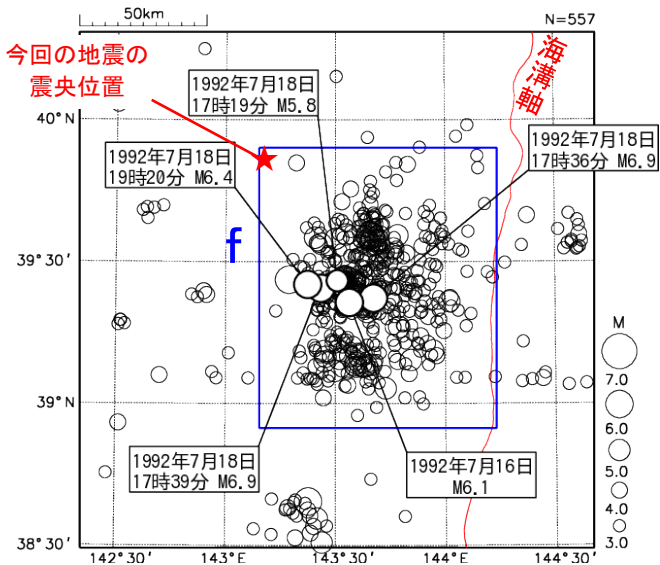 50km
N=557
今回の地震の
震央位置
海溝軸
1992年7月18日
17時19分 M5.8
40°N
1992年7月18日
17時36分 M6.9
1992年7月18日
19時20分 M6.4
f
39°30′
M
7.0
6.0
5.0
4.0
3.0
39°N
1992年7月18日
17時39分 M6.9
1992年7月16日
M6.1
38°30′
142°30′
143°E
143°30′
144°E
144°30′